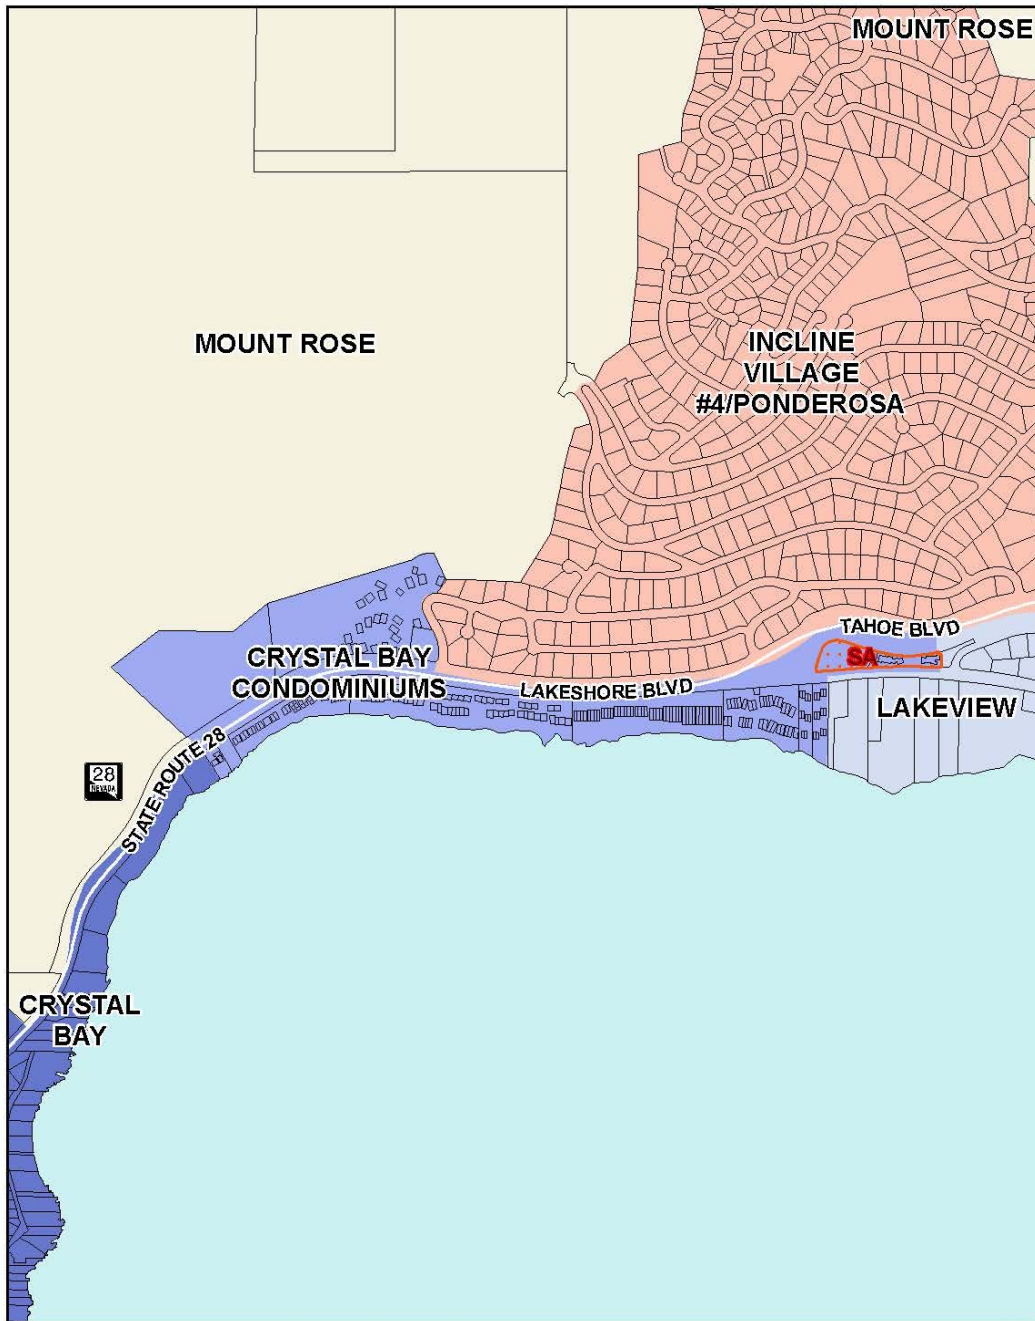 MOUNT ROSE
MOUNT ROSE
INCLINE
VILLAGE
#4/PONDEROSA
TAHOE BLVD
SA
CRYSTAL BAY
CONDOMINIUMS
LAKESHORE BLVD
LAKEVIEW
STATE ROUTE 28
28
NEVADA
CRYSTAL
BAY